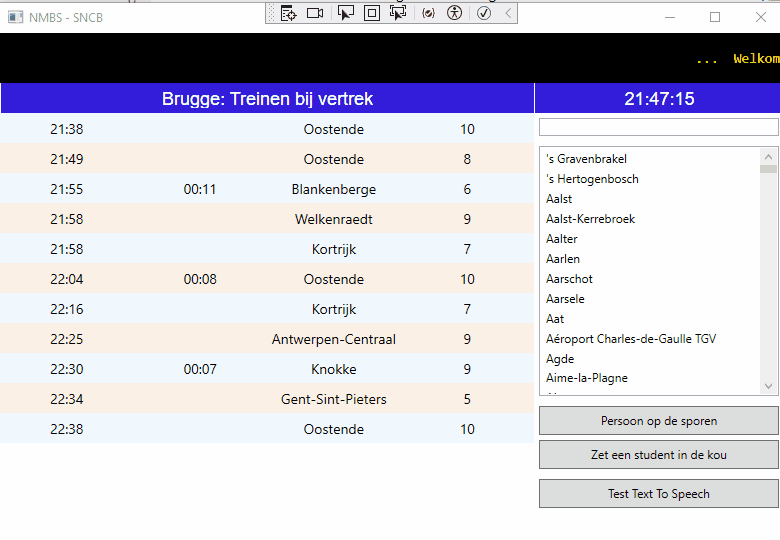 NMBS - SNCB
... Welkom
Brugge: Treinen bij vertrek
21:47:15
21:38 Oostende 10
21:49 Oostende 8
21:55 00:11 Blankenberge 6
21:58 Welkenraedt 9
21:58 Kortrijk 7
22:04 00:08 Oostende 10
22:16 Kortrijk 7
22:25 Antwerpen-Centraal 9
22:30 00:07 Knokke 9
22:34 Gent-Sint-Pieters 5
22:38 Oostende 10
's Gravenbrakel
's Hertogenbosch
Aalst
Aalst-Kerrebroek
Aalter
Aarlen
Aarschot
Aarsele
Aat
Aéroport Charles-de-Gaulle TGV
Agde
Aime-la-Plagne
Persoon op de sporen
Zet een student in de kou
Test Text To Speech